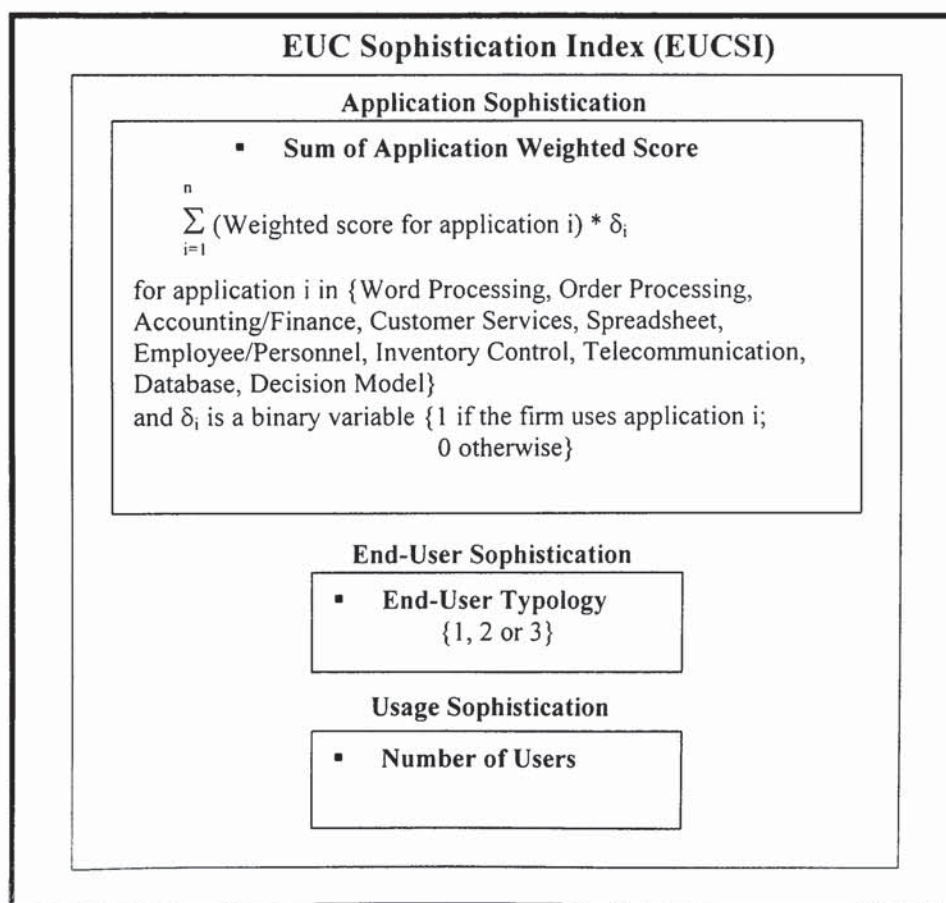 EUC Sophistication Index (EUCSI)
Application Sophistication
▪ Sum of Application Weighted Score
n
∑ (Weighted score for application i) * δi
i=1
for application i in {Word Processing, Order Processing,
Accounting/Finance, Customer Services, Spreadsheet,
Employee/Personnel, Inventory Control, Telecommunication,
Database, Decision Model}
and δi is a binary variable {1 if the firm uses application i;
0 otherwise}
End-User Sophistication
▪ End-User Typology
{1, 2 or 3}
Usage Sophistication
▪ Number of Users